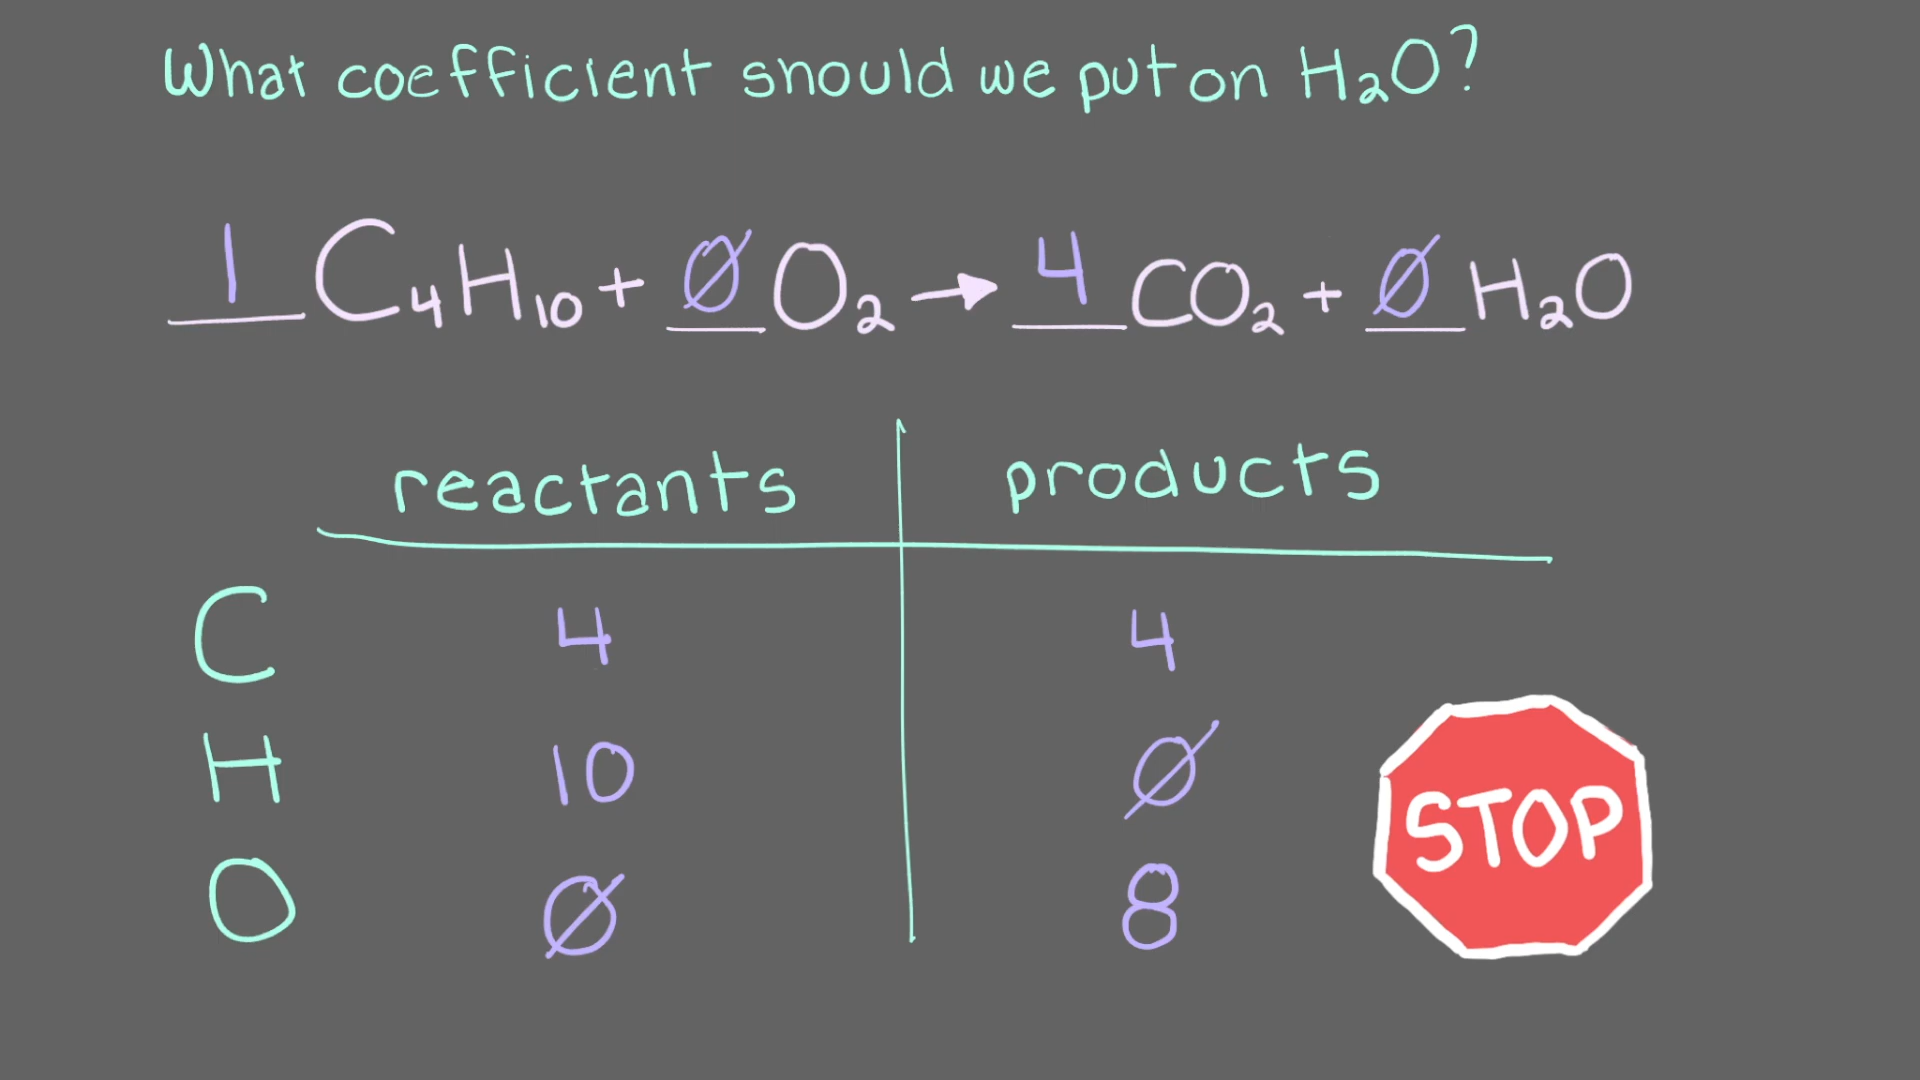 What coefficient should we put on H₂O?
1 C₄H₁₀ + Ø O₂ → 4 CO₂ + Ø H₂O
reactants products
C 4 4
H 10 Ø
O Ø 8
STOP